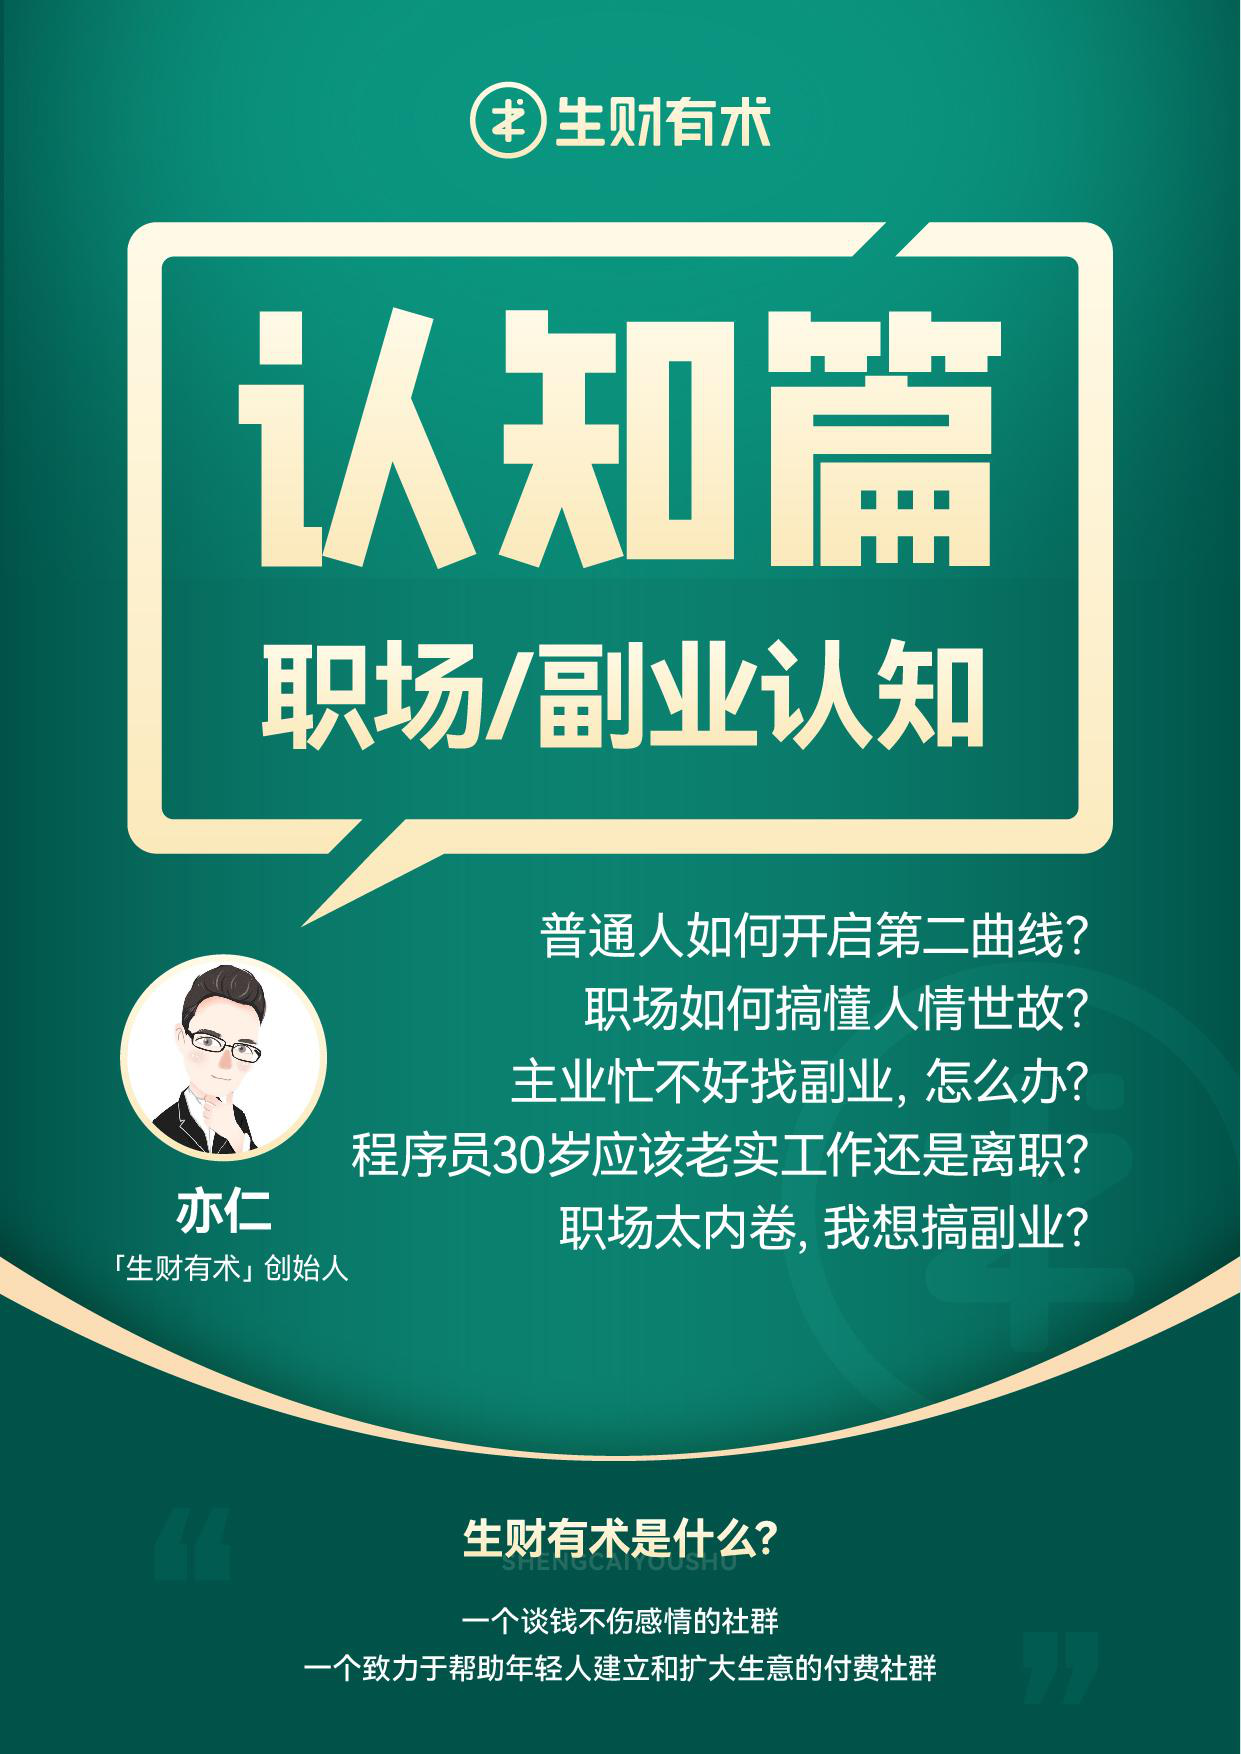 生财有术
认知篇
职场/副业认知
普通人如何开启第二曲线？
职场如何搞懂人情世故？
主业忙不好找副业，怎么办？
程序员30岁应该老实工作还是离职？
职场太内卷，我想搞副业？
亦仁
「生财有术」创始人
生财有术是什么？
SHENGCAIYOUSHU
一个谈钱不伤感情的社群
一个致力于帮助年轻人建立和扩大生意的付费社群